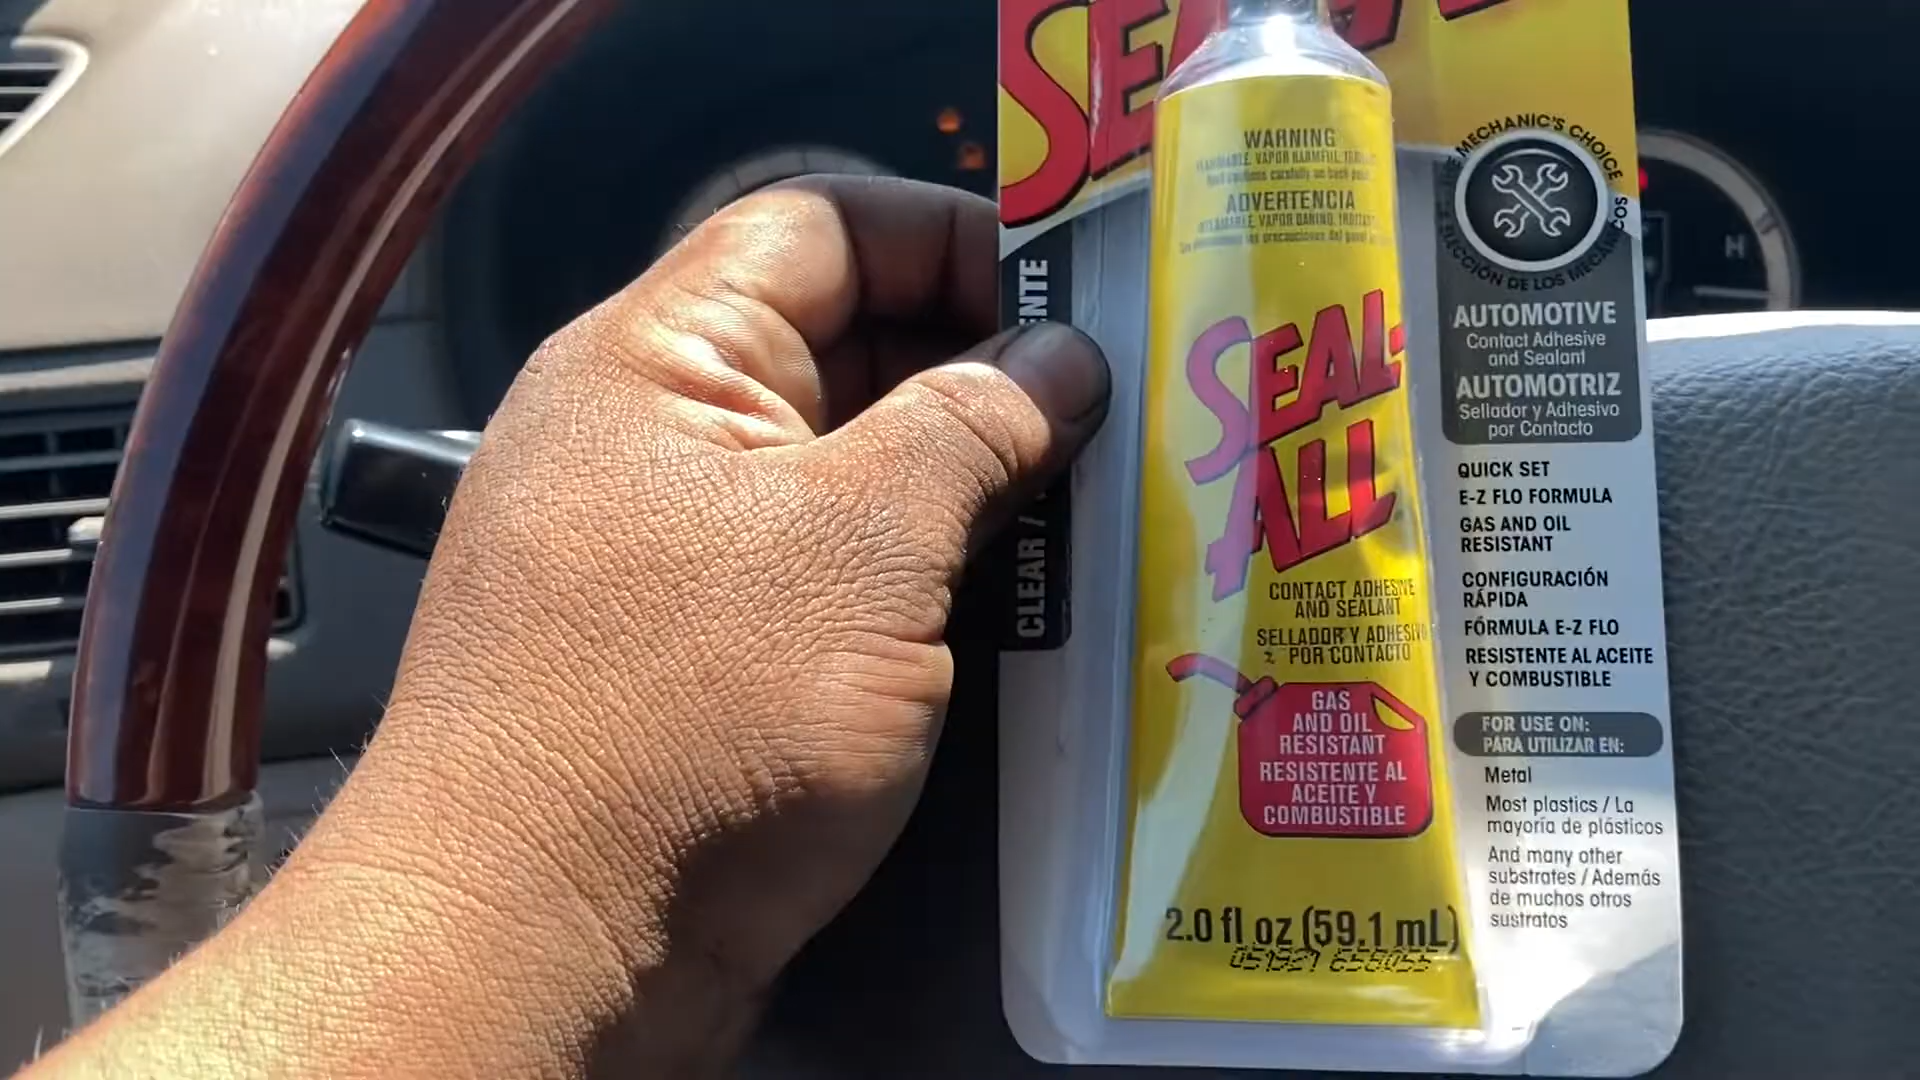 WARNING
ADVERTENCIA
SEAL-
ALL
CONTACT ADHESIVE
AND SEALANT
SELLADOR Y ADHESIVO
POR CONTACTO
GAS
AND OIL
RESISTANT
RESISTENTE AL
ACEITE Y
COMBUSTIBLE
2.0 fl oz (59.1 mL)
CLEAR /
MECHANIC'S CHOICE
ELECCIÓN DE LOS MECÁNICOS
AUTOMOTIVE
Contact Adhesive
and Sealant
AUTOMOTRIZ
Sellador y Adhesivo
por Contacto
QUICK SET
E-Z FLO FORMULA
GAS AND OIL
RESISTANT
CONFIGURACIÓN
RÁPIDA
FÓRMULA E-Z FLO
RESISTENTE AL ACEITE
Y COMBUSTIBLE
FOR USE ON:
PARA UTILIZAR EN:
Metal
Most plastics / La
mayoría de plásticos
And many other
substrates / Además
de muchos otros
sustratos
H